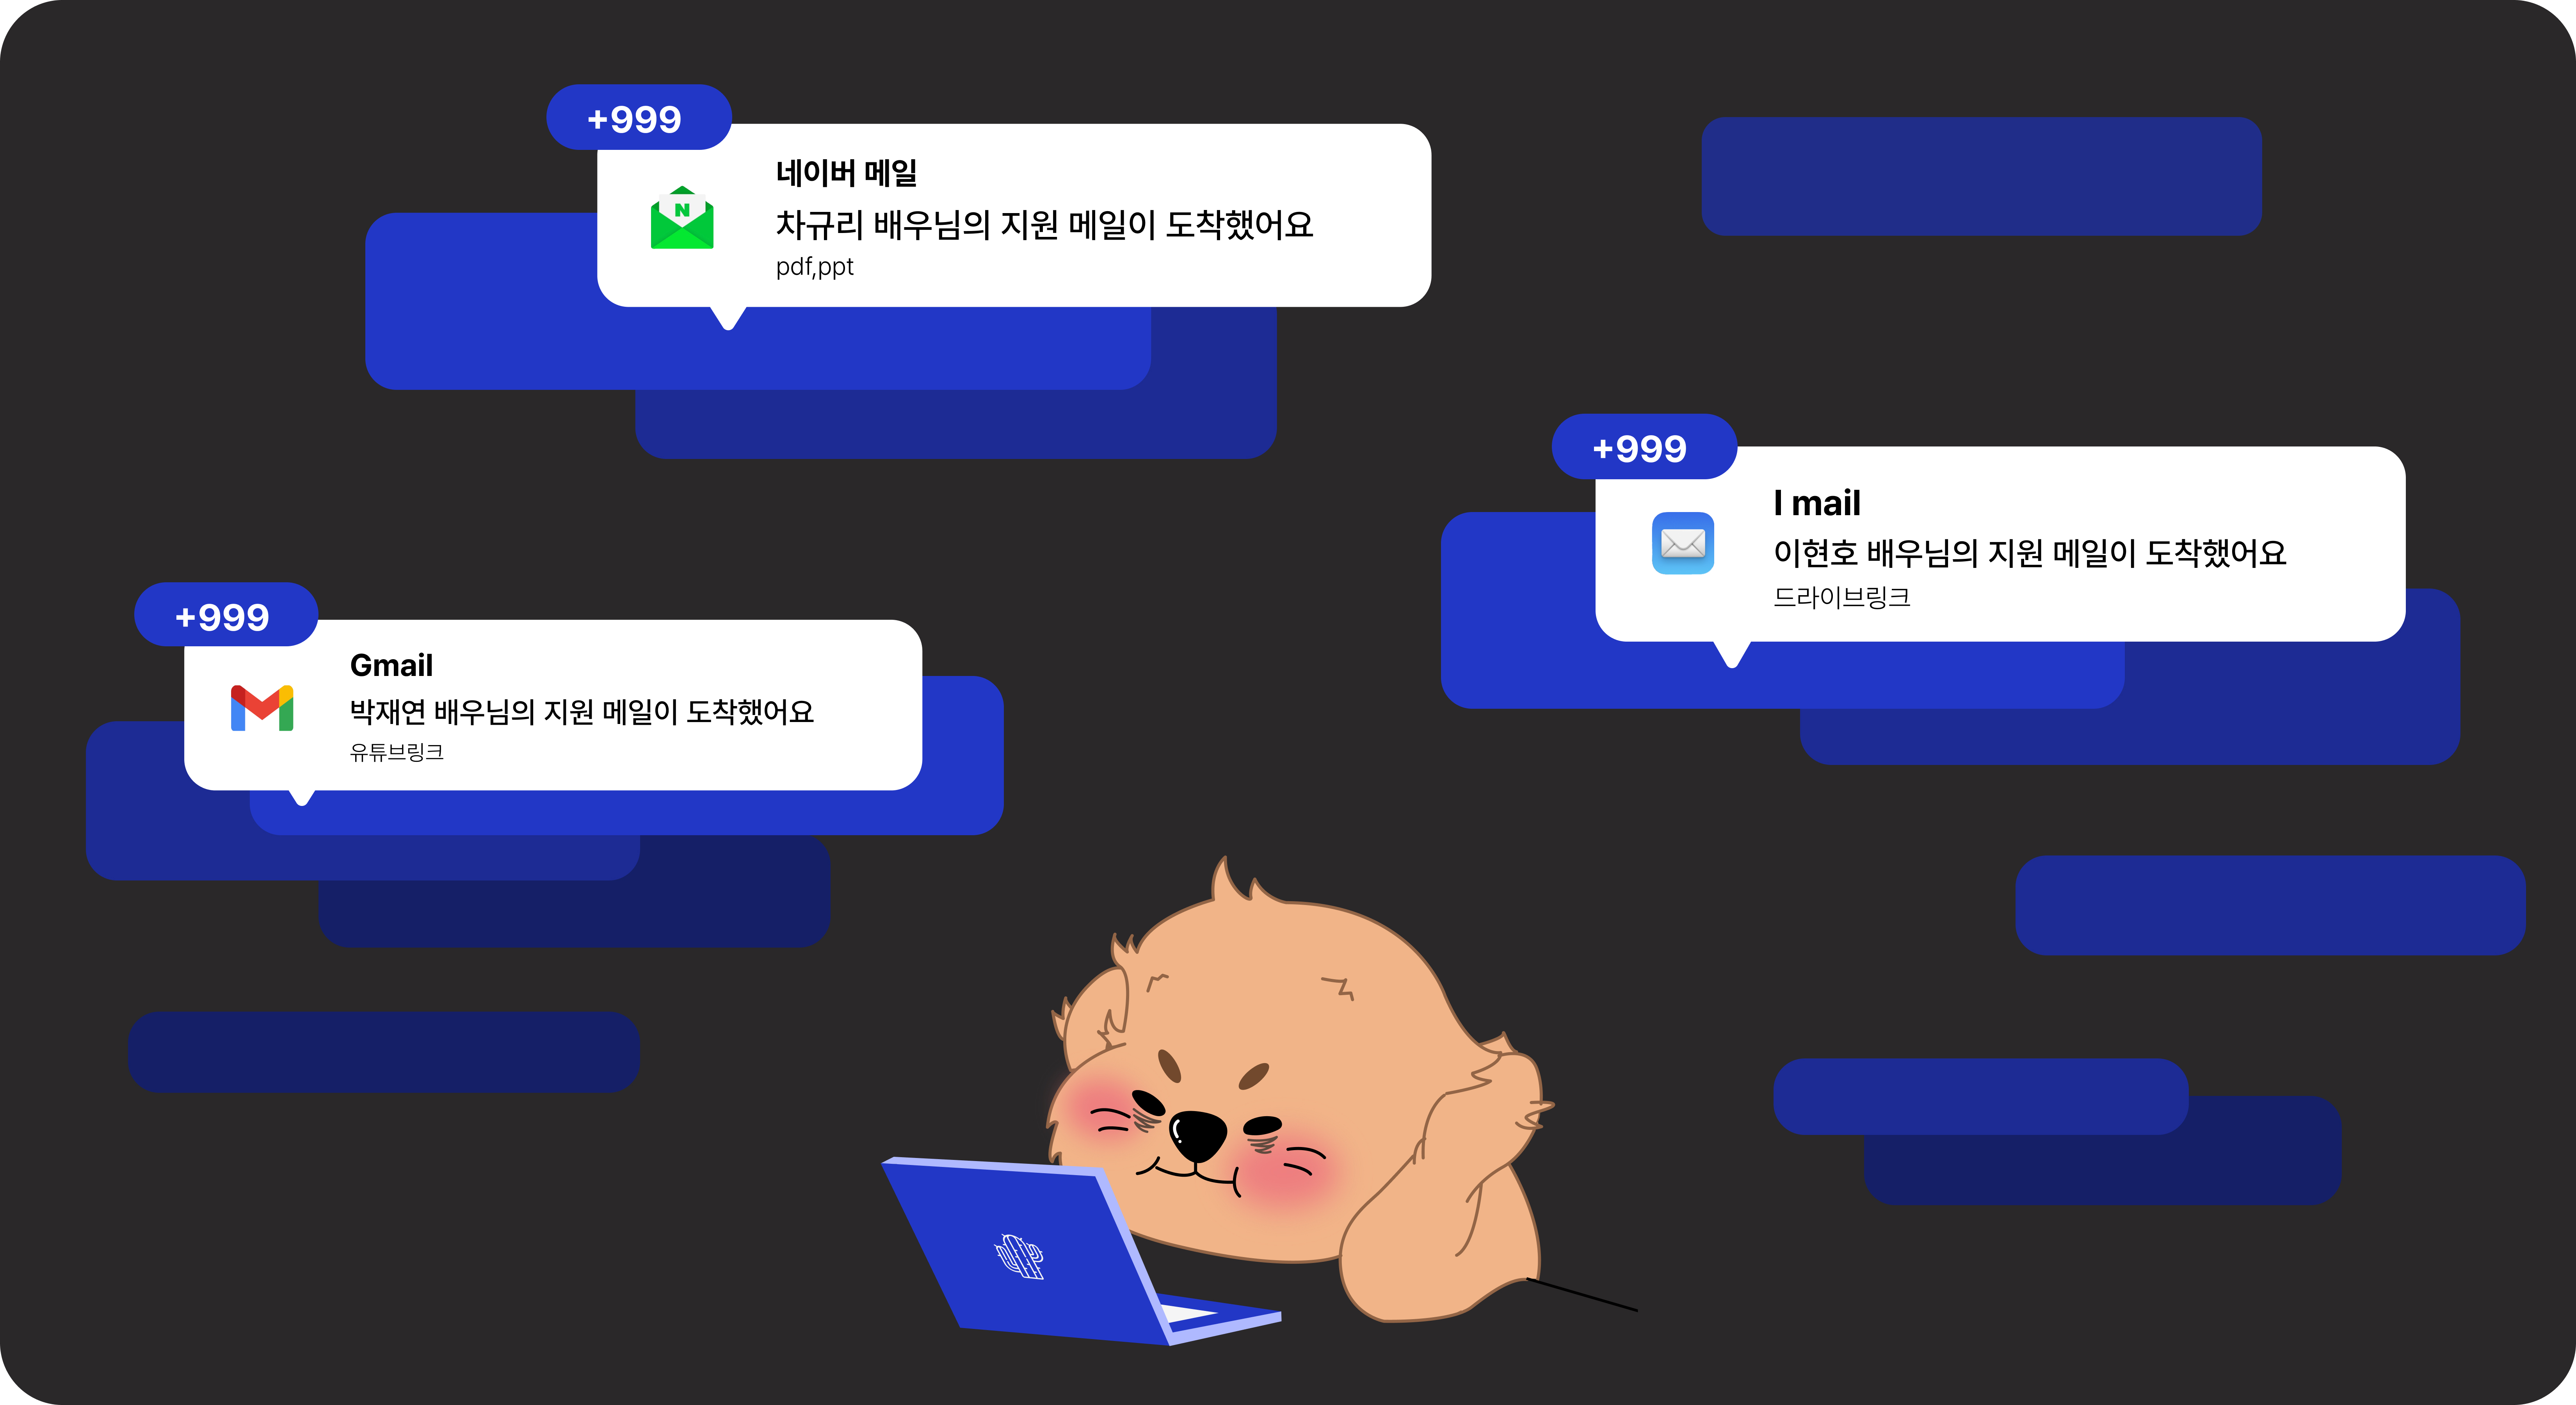 +999
네이버 메일
차규리 배우님의 지원 메일이 도착했어요
pdf,ppt
+999
I mail
이현호 배우님의 지원 메일이 도착했어요
드라이브링크
+999
Gmail
박재연 배우님의 지원 메일이 도착했어요
유튜브링크